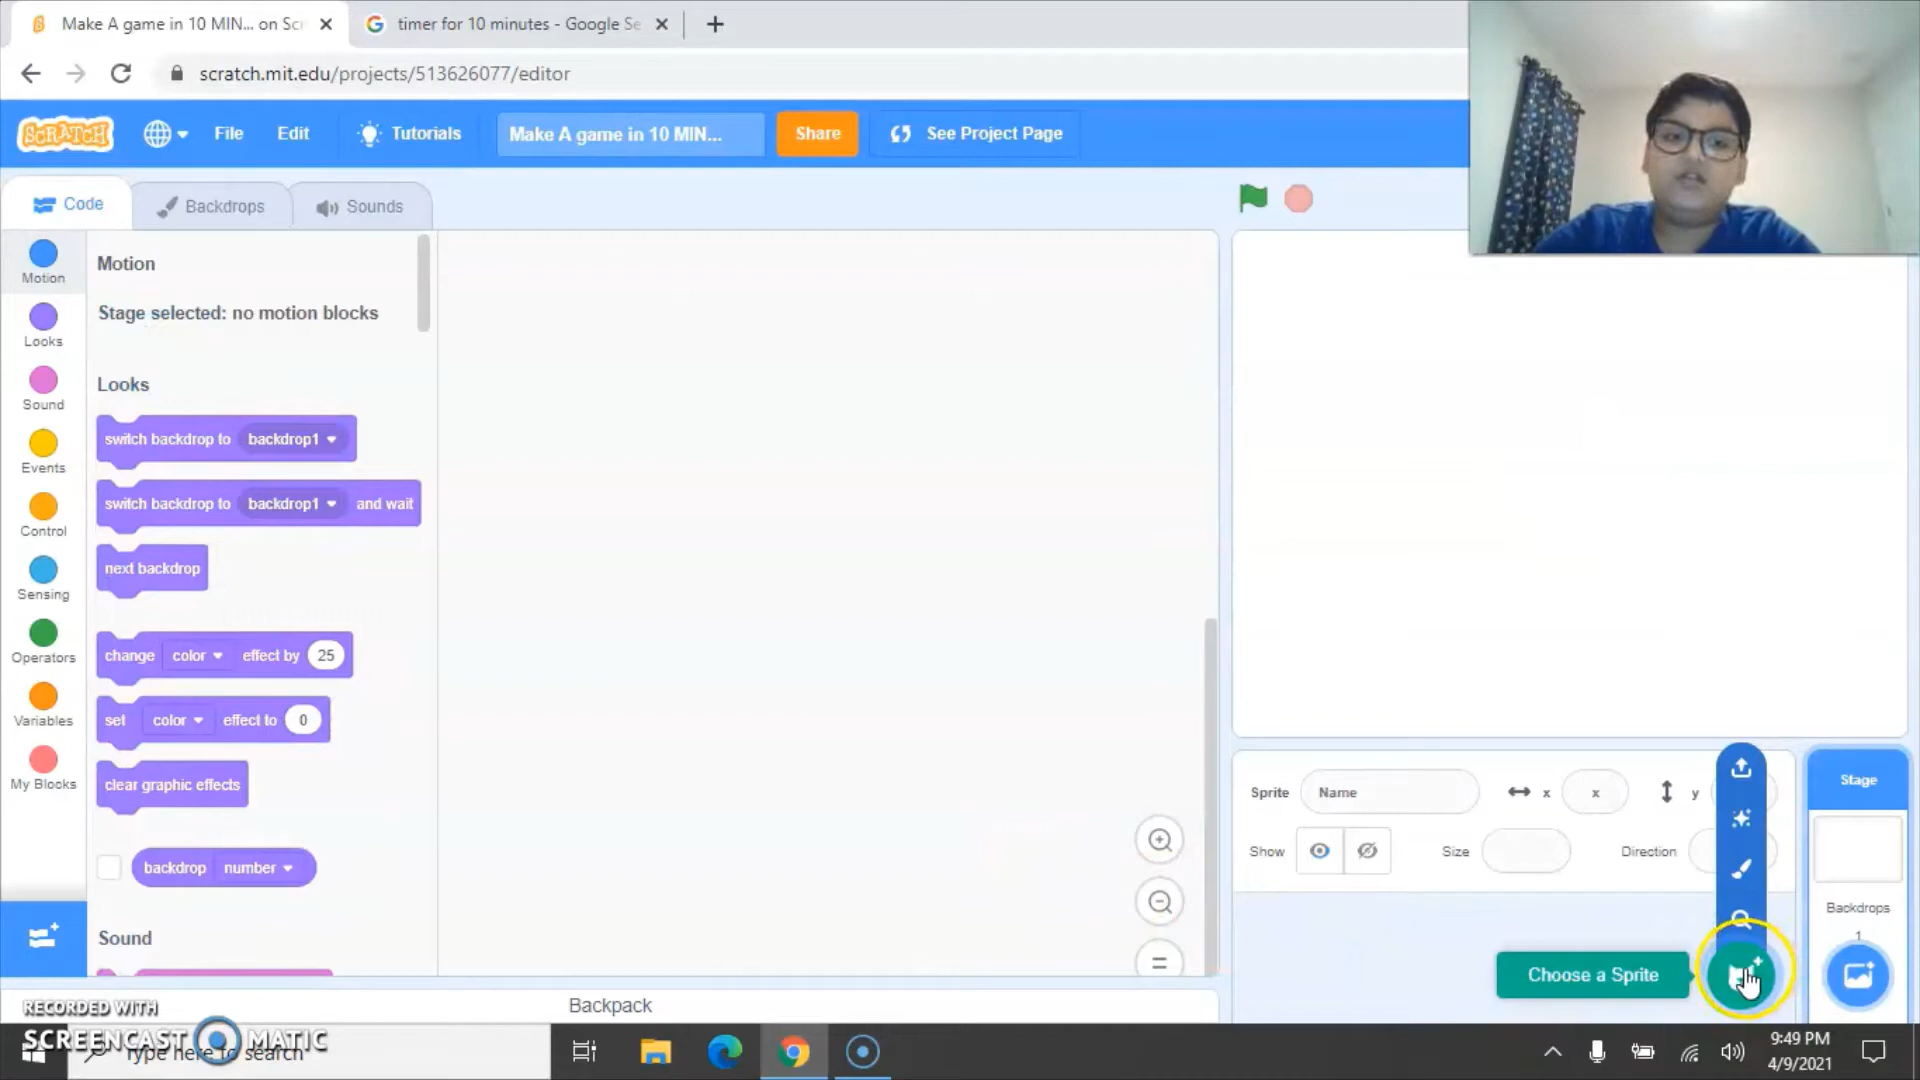 Make A game in 10 MIN... on Scr
timer for 10 minutes - Google Se
scratch.mit.edu/projects/513626077/editor
SCRATCH
File
Edit
Tutorials
Make A game in 10 MIN...
Share
See Project Page
Code
Backdrops
Sounds
Motion
Looks
Sound
Events
Control
Sensing
Operators
Variables
My Blocks
Motion
Stage selected: no motion blocks
Looks
switch backdrop to backdrop1
switch backdrop to backdrop1 and wait
next backdrop
change color effect by 25
set color effect to 0
clear graphic effects
backdrop number
Sound
Sprite Name x x y
Show Size Direction
Stage
Backdrops
1
Choose a Sprite
Backpack
RECORDED WITH
SCREENCAST MATIC
Type here to search
9:49 PM
4/9/2021